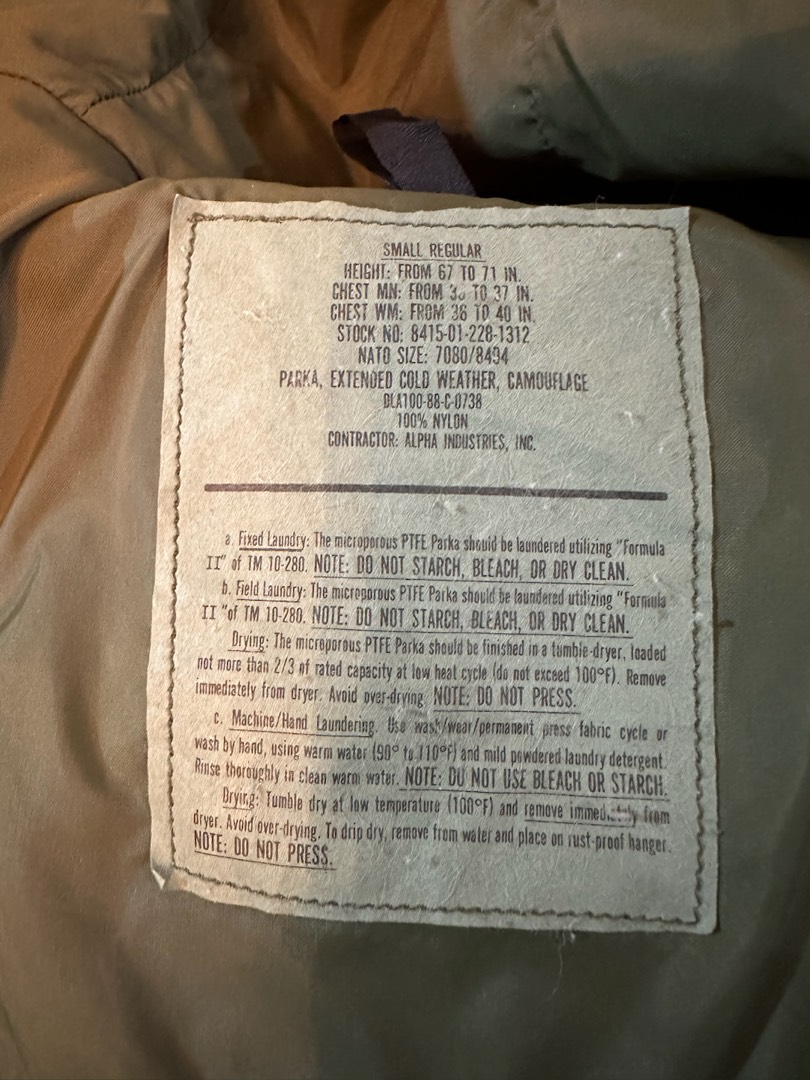 SMALL REGULAR
HEIGHT: FROM 67 TO 71 IN.
CHEST MN: FROM TO 37 IN.
CHEST WM: FROM 36 TO 40 IN.
STOCK NO: 8415-01-228-1312
NATO SIZE: 7080/8494
PARKA, EXTENDED COLD WEATHER, CAMOUFLAGE
DLA100-88-C-0738
100% NYLON
CONTRACTOR: ALPHA INDUSTRIES, INC.
a. Fixed Laundry: The microporous PTFE Parka should be laundered utilizing "Formula
II" of TM 10-280. NOTE: DO NOT STARCH, BLEACH, OR DRY CLEAN.
b. Field Laundry: The microporous PTFE Parka should be laundered utilizing "Formula
II "of TM 10-280. NOTE: DO NOT STARCH, BLEACH, OR DRY CLEAN.
Drying: The microporous PTFE Parka should be finished in a tumble-dryer, loaded
not more than 2/3 of rated capacity at low heat cycle (do not exceed 100°F). Remove
immediately from dryer. Avoid over-drying NOTE: DO NOT PRESS.
c. Machine/Hand Laundering. Use wash/wear/permanent press fabric cycle or
wash by hand, using warm water (90° to 110°F) and mild powdered laundry detergent.
Rinse thoroughly in clean warm water. NOTE: DO NOT USE BLEACH OR STARCH.
Drying: Tumble dry at low temperature (100°F) and remove immediately from
dryer. Avoid over-drying. To drip dry, remove from water and place on rust-proof hanger.
NOTE: DO NOT PRESS.